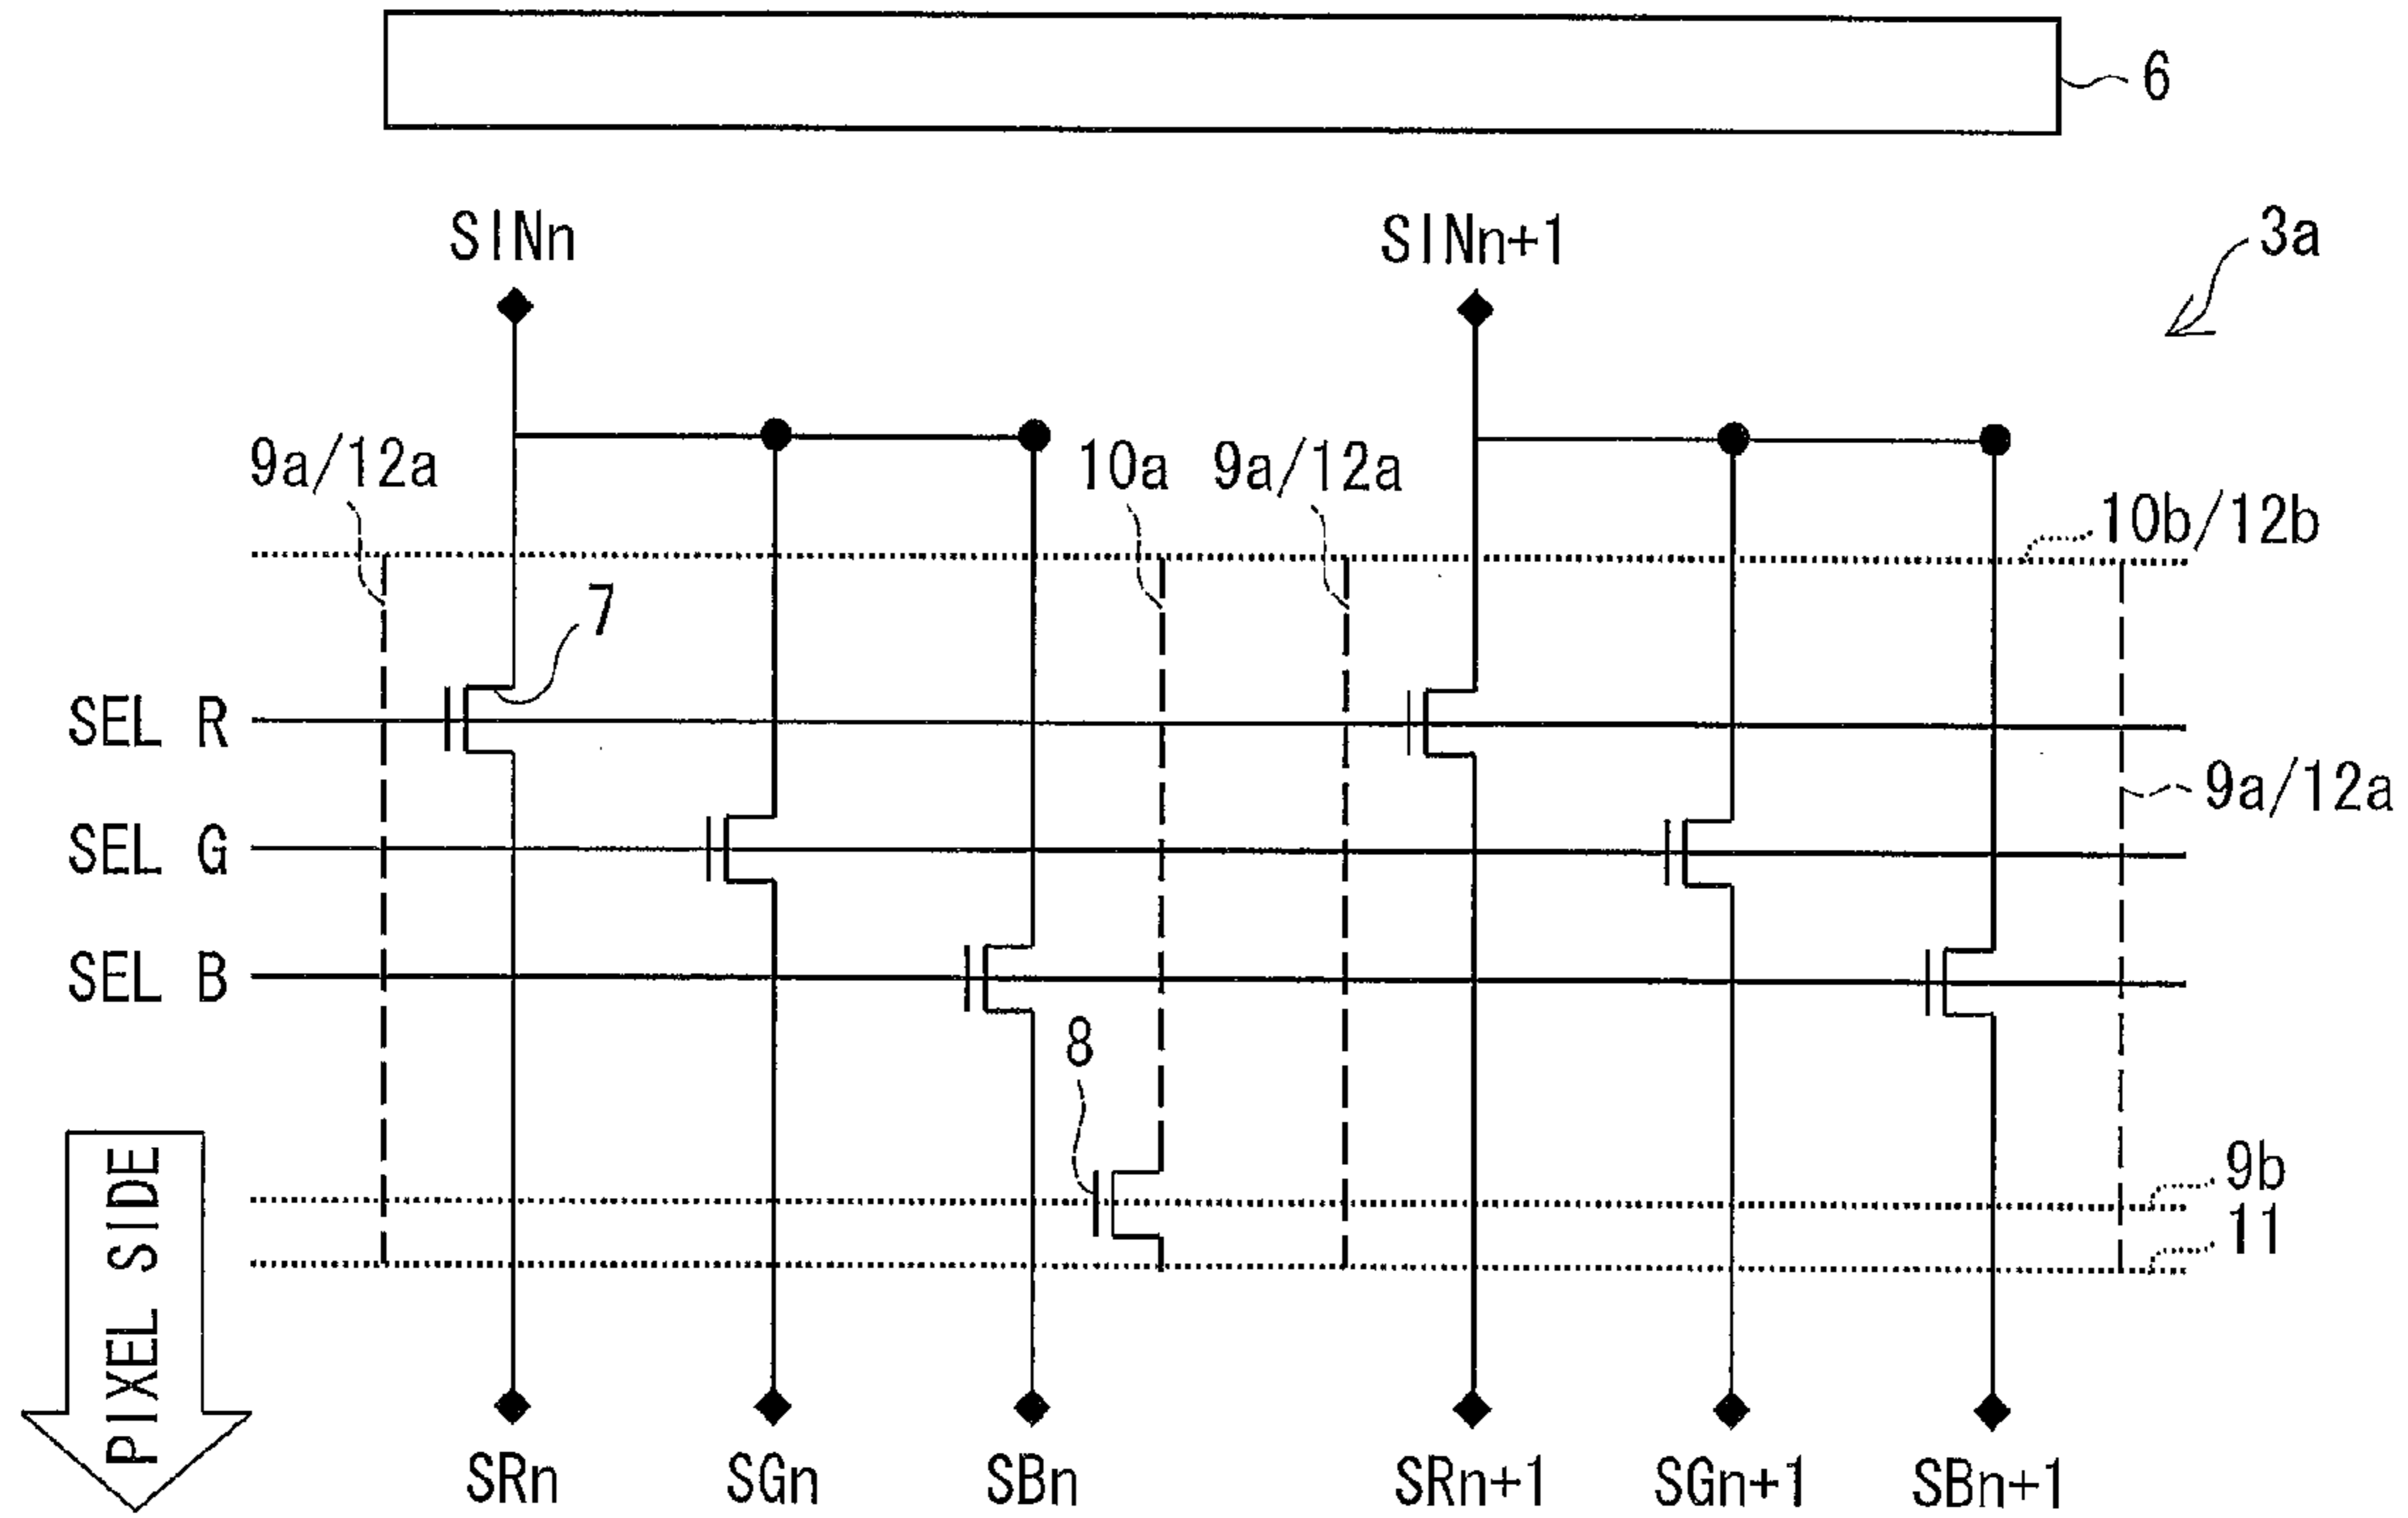 6
SINn
SINn+1
3a
9a/12a
10a
9a/12a
10b/12b
7
SEL R
9a/12a
SEL G
SEL B
8
PIXEL SIDE
9b
11
SRn
SGn
SBn
SRn+1
SGn+1
SBn+1